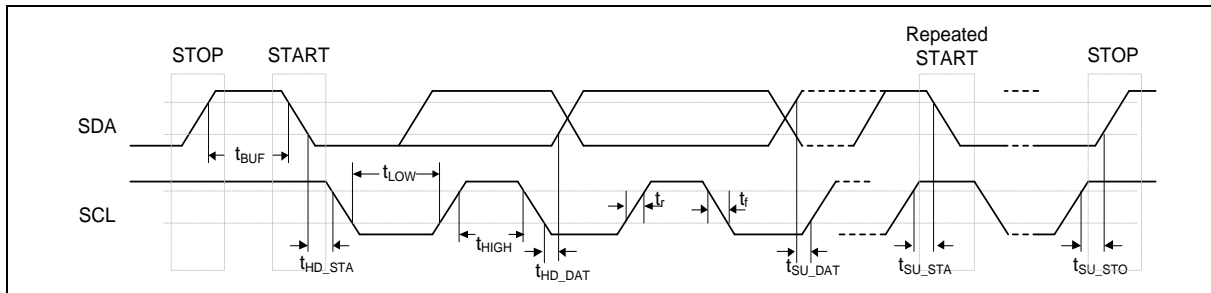 STOP START Repeated START STOP
SDA
tBUF
tLOW
SCL
tr tf
tHIGH
tHD_STA tHD_DAT tSU_DAT tSU_STA tSU_STO